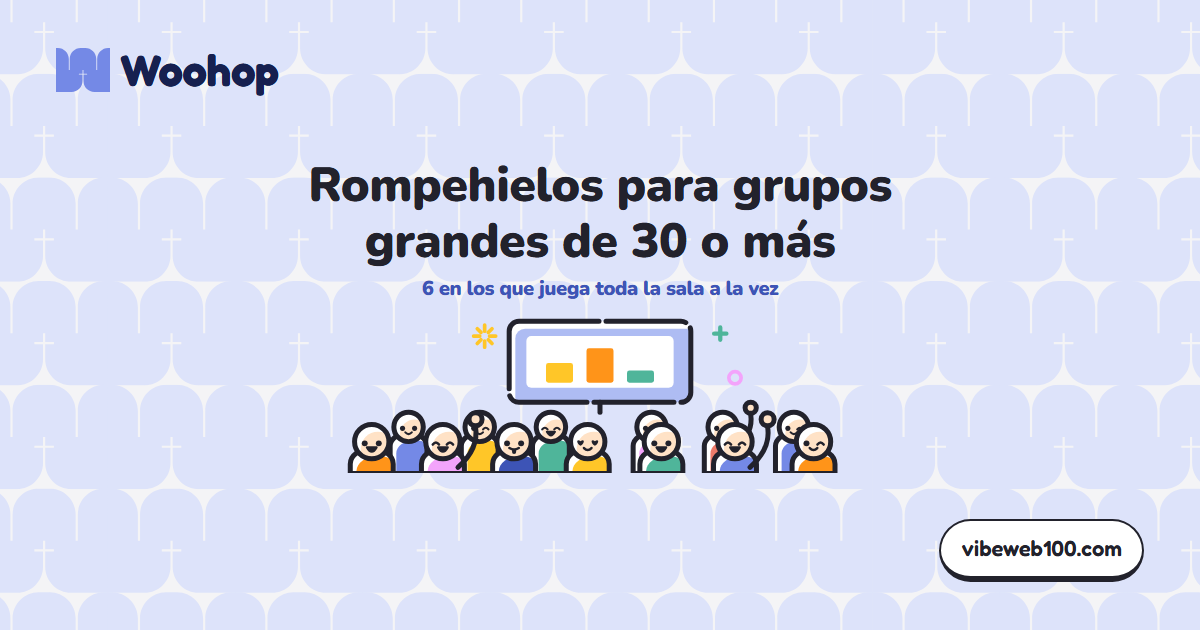 Woohop
Rompehielos para grupos
grandes de 30 o más
6 en los que juega toda la sala a la vez
vibeweb100.com